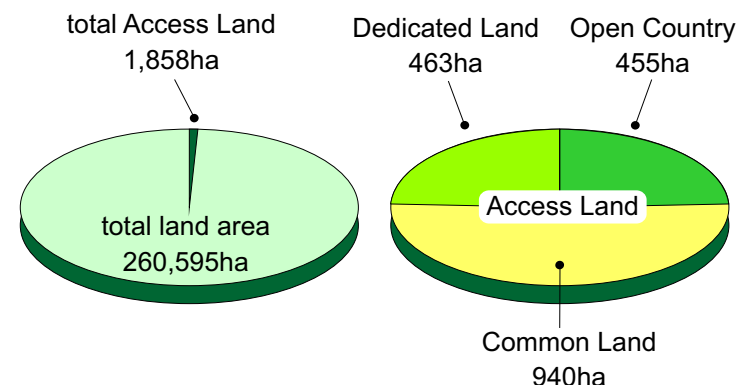 total Access Land
1,858ha
total land area
260,595ha
Dedicated Land
463ha
Open Country
455ha
Access Land
Common Land
940ha